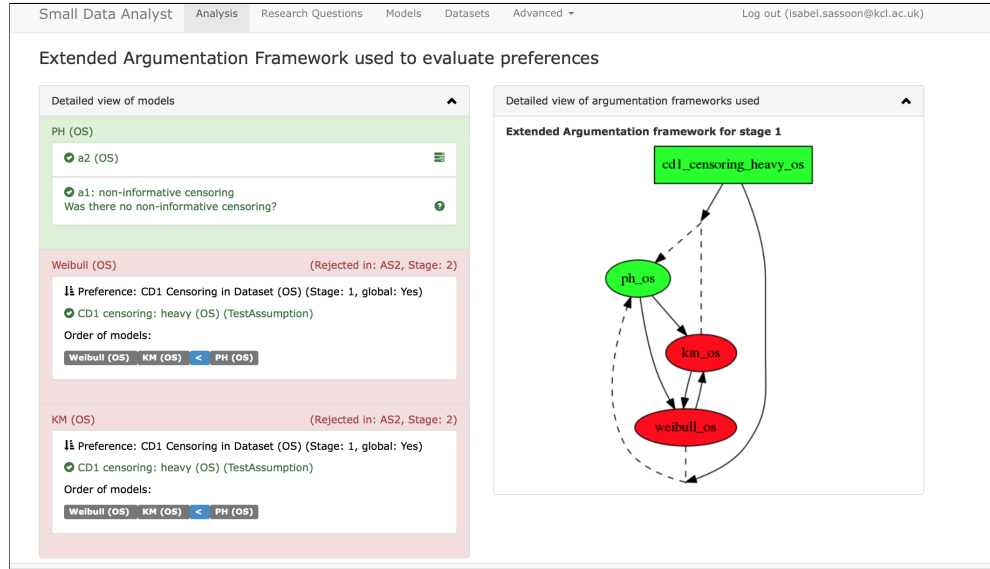 Small Data Analyst Analysis Research Questions Models Datasets Advanced Log out (isabel.sassoon@kcl.ac.uk)
Extended Argumentation Framework used to evaluate preferences
Detailed view of models
PH (OS)
a2 (OS)
a1: non-informative censoring
Was there no non-informative censoring?
Weibull (OS) (Rejected in: AS2, Stage: 2)
Preference: CD1 Censoring in Dataset (OS) (Stage: 1, global: Yes)
CD1 censoring: heavy (OS) (TestAssumption)
Order of models:
Weibull (OS) KM (OS) < PH (OS)
KM (OS) (Rejected in: AS2, Stage: 2)
Preference: CD1 Censoring in Dataset (OS) (Stage: 1, global: Yes)
CD1 censoring: heavy (OS) (TestAssumption)
Order of models:
Weibull (OS) KM (OS) < PH (OS)
Detailed view of argumentation frameworks used
Extended Argumentation framework for stage 1
cd1_censoring_heavy_os
ph_os
km_os
weibull_os